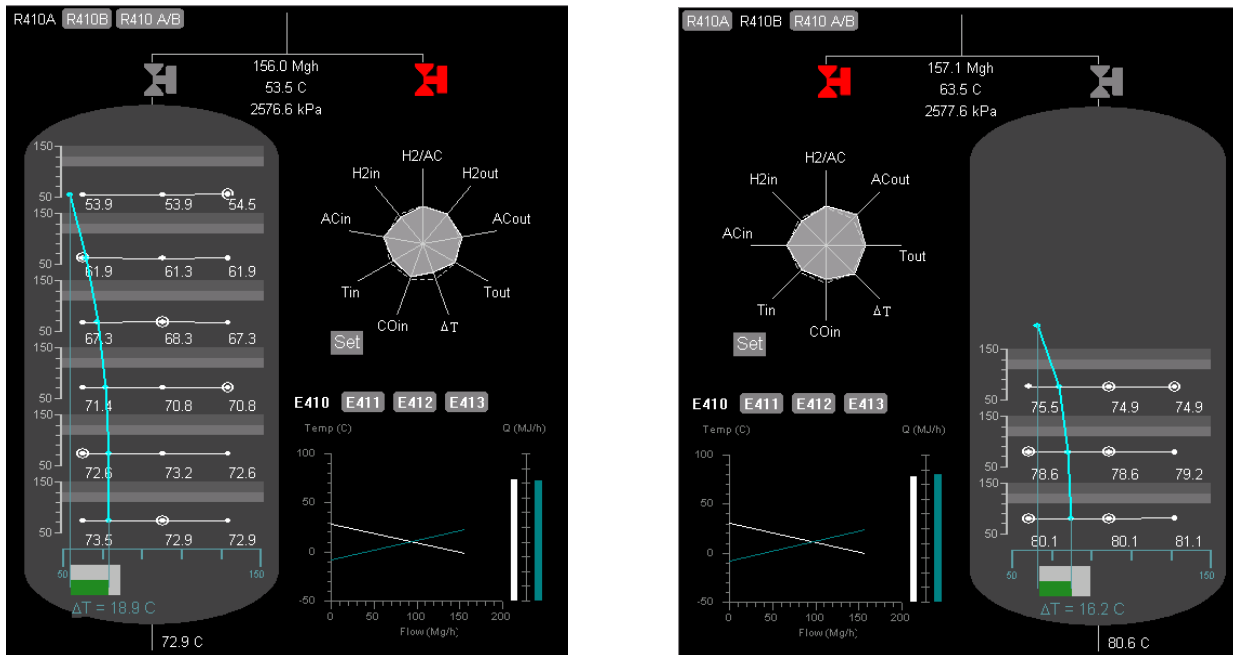 R410A R410B R410 A/B
156.0 Mgh
53.5 C
2576.6 kPa
H2/AC
H2in H2out
ACin ACout
Tin Tout
COin ΔT
Set
150
50
53.9 53.9 54.5
150
50
61.9 61.3 61.9
150
50
67.3 68.3 67.3
150
50
71.4 70.8 70.8
150
50
72.6 73.2 72.6
150
50
73.5 72.9 72.9
50 150
ΔT = 18.9 C
72.9 C
E410 E411 E412 E413
Temp (C) Q (MJ/h)
100
50
0
-50
0 50 100 150 200
Flow (Mg/h)
R410A R410B R410 A/B
157.1 Mgh
63.5 C
2577.6 kPa
H2/AC
H2in ACout
ACin Tout
Tin ΔT
COin
Set
150
50
75.5 74.9 74.9
150
50
78.6 78.6 79.2
150
50
80.1 80.1 81.1
50 150
ΔT = 16.2 C
80.6 C
E410 E411 E412 E413
Temp (C) Q (MJ/h)
100
50
0
-50
0 50 100 150 200
Flow (Mg/h)